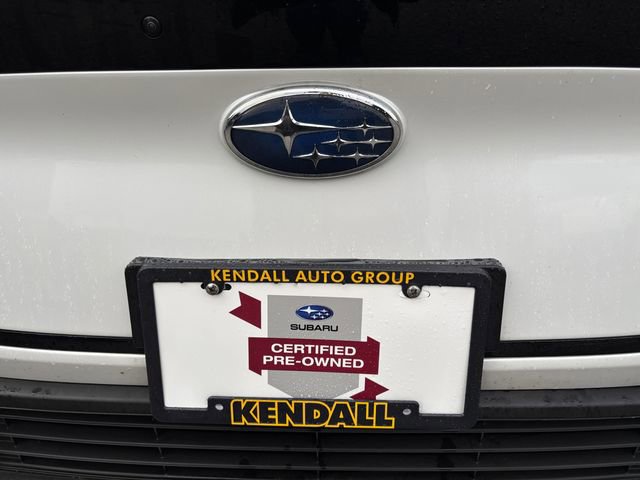 KENDALL AUTO GROUP
SUBARU
CERTIFIED
PRE-OWNED
KENDALL